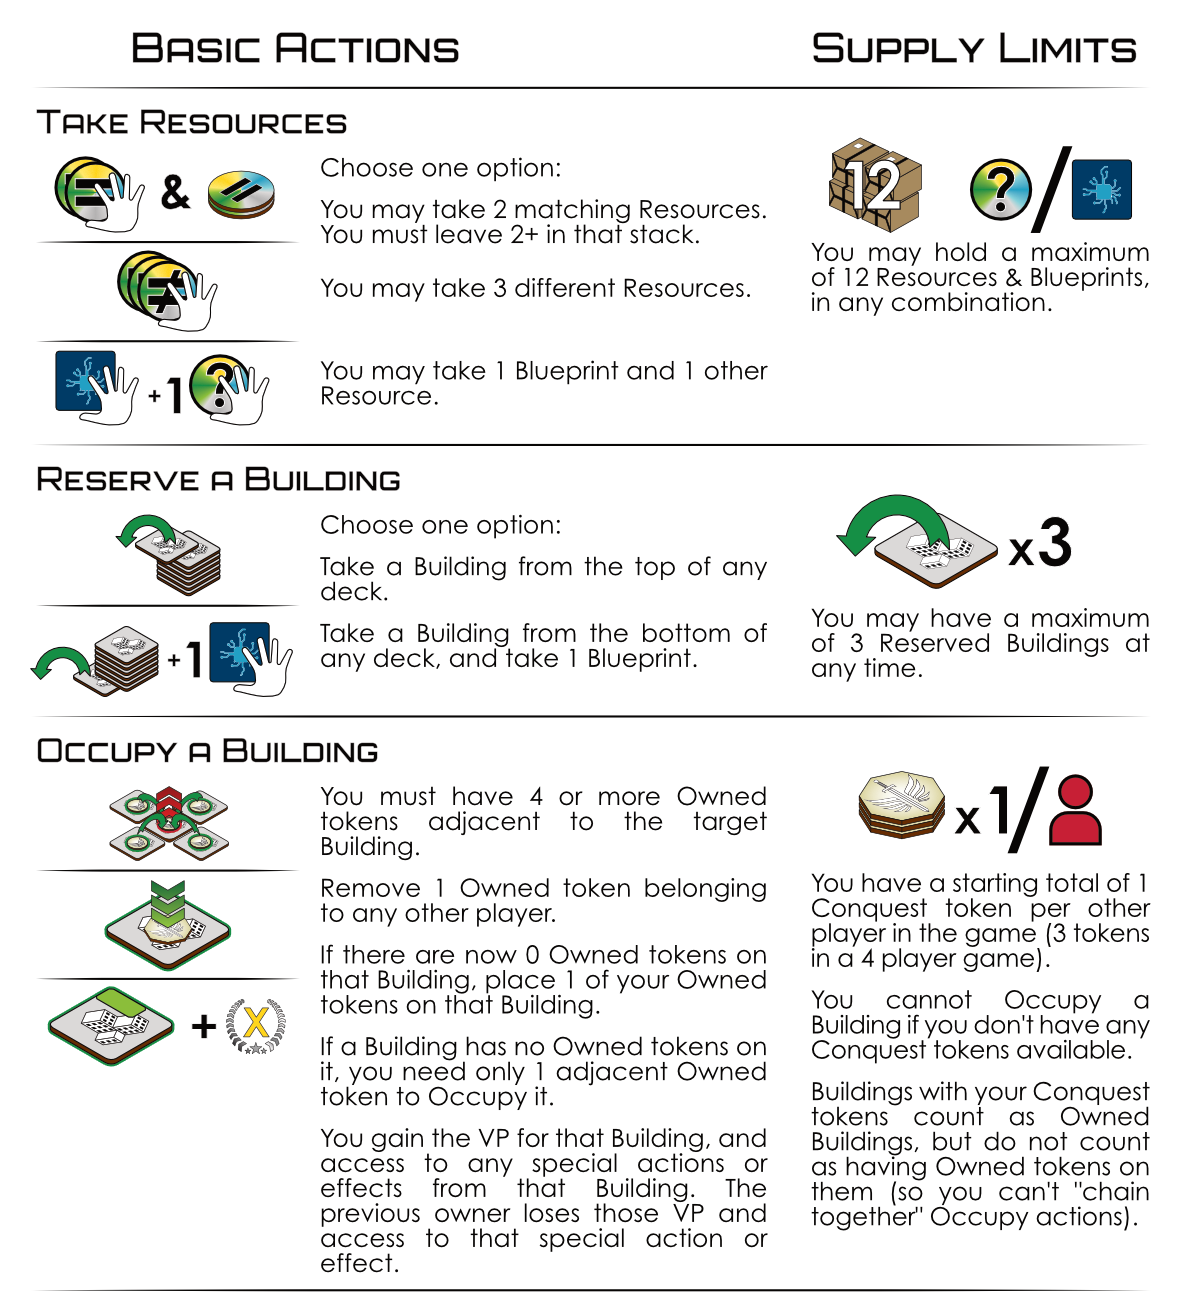 BASIC ACTIONS
SUPPLY LIMITS
TAKE RESOURCES
&
Choose one option:
You may take 2 matching Resources.
You must leave 2+ in that stack.
You may take 3 different Resources.
+1 ?
You may take 1 Blueprint and 1 other
Resource.
12 ? /
You may hold a maximum
of 12 Resources & Blueprints,
in any combination.
RESERVE A BUILDING
Choose one option:
Take a Building from the top of any
deck.
+1
Take a Building from the bottom of
any deck, and take 1 Blueprint.
x3
You may have a maximum
of 3 Reserved Buildings at
any time.
OCCUPY A BUILDING
You must have 4 or more Owned
tokens adjacent to the target
Building.
Remove 1 Owned token belonging
to any other player.
If there are now 0 Owned tokens on
that Building, place 1 of your Owned
tokens on that Building.
+ X
If a Building has no Owned tokens on
it, you need only 1 adjacent Owned
token to Occupy it.
You gain the VP for that Building, and
access to any special actions or
effects from that Building. The
previous owner loses those VP and
access to that special action or
effect.
x1/
You have a starting total of 1
Conquest token per other
player in the game (3 tokens
in a 4 player game).
You cannot Occupy a
Building if you don't have any
Conquest tokens available.
Buildings with your Conquest
tokens count as Owned
Buildings, but do not count
as having Owned tokens on
them (so you can't "chain
together" Occupy actions).